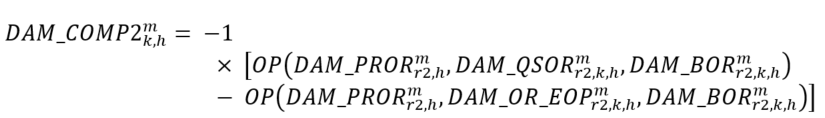 DAM_COMP2^m_{k,h} = −1
× [OP(DAM_PROR^m_{r2,h}, DAM_QSOR^m_{r2,k,h}, DAM_BOR^m_{r2,k,h})
− OP(DAM_PROR^m_{r2,h}, DAM_OR_EOP^m_{r2,k,h}, DAM_BOR^m_{r2,k,h})]